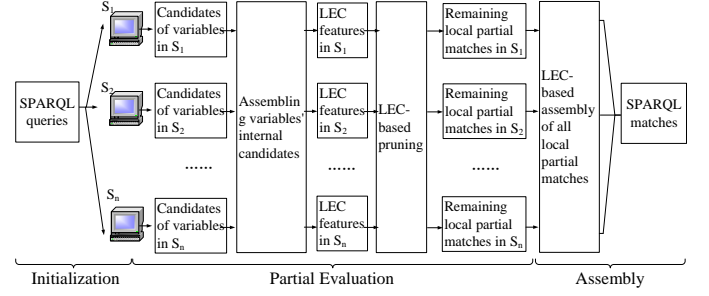 S1
Candidates
of variables
in S1
LEC
features
in S1
Remaining
local partial
matches in S1
SPARQL
queries
S2
Candidates
of variables
in S2
Assemblin
g variables'
internal
candidates
LEC
features
in S2
LEC-
based
pruning
Remaining
local partial
matches in S2
LEC-
based
assembly
of all
local
partial
matches
SPARQL
matches
......
......
......
Sn
Candidates
of variables
in Sn
LEC
features
in Sn
Remaining
local partial
matches in Sn
Initialization
Partial Evaluation
Assembly